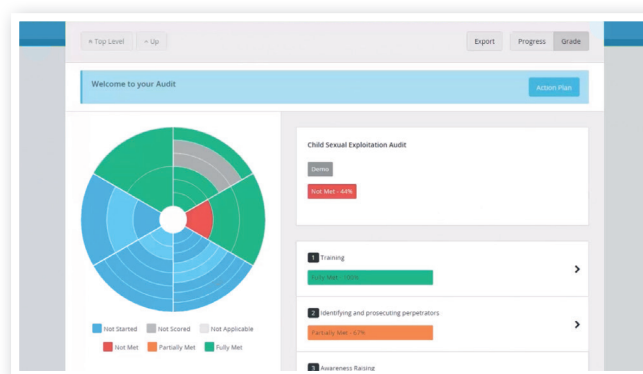 ^ Top Level
^ Up
Export
Progress
Grade
Welcome to your Audit
Action Plan
Child Sexual Exploitation Audit
Demo
Not Met - 44%
1 Training
Fully Met - 100%
2 Identifying and prosecuting perpetrators
Partially Met - 67%
3 Awareness Raising
Not Started
Not Scored
Not Applicable
Not Met
Partially Met
Fully Met